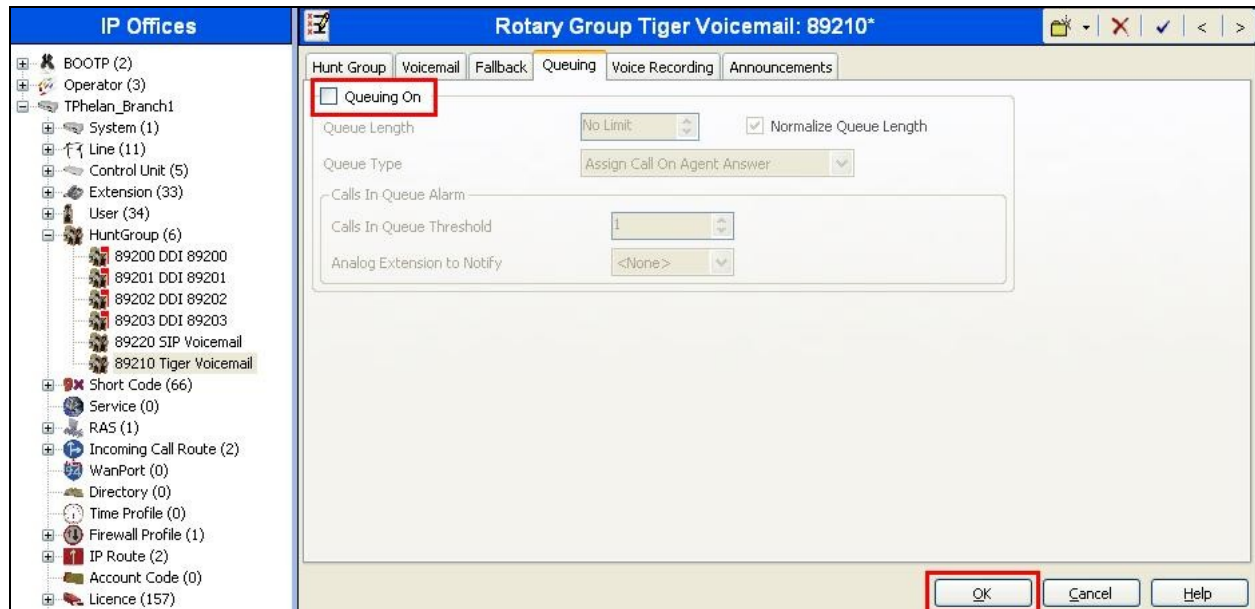 IP Offices
BOOTP (2)
Operator (3)
TPhelan_Branch1
System (1)
Line (11)
Control Unit (5)
Extension (33)
User (34)
HuntGroup (6)
89200 DDI 89200
89201 DDI 89201
89202 DDI 89202
89203 DDI 89203
89220 SIP Voicemail
89210 Tiger Voicemail
Short Code (66)
Service (0)
RAS (1)
Incoming Call Route (2)
WanPort (0)
Directory (0)
Time Profile (0)
Firewall Profile (1)
IP Route (2)
Account Code (0)
Licence (157)
Rotary Group Tiger Voicemail: 89210*
Hunt Group Voicemail Fallback Queuing Voice Recording Announcements
Queuing On
Queue Length No Limit Normalize Queue Length
Queue Type Assign Call On Agent Answer
Calls In Queue Alarm
Calls In Queue Threshold 1
Analog Extension to Notify <None>
OK Cancel Help